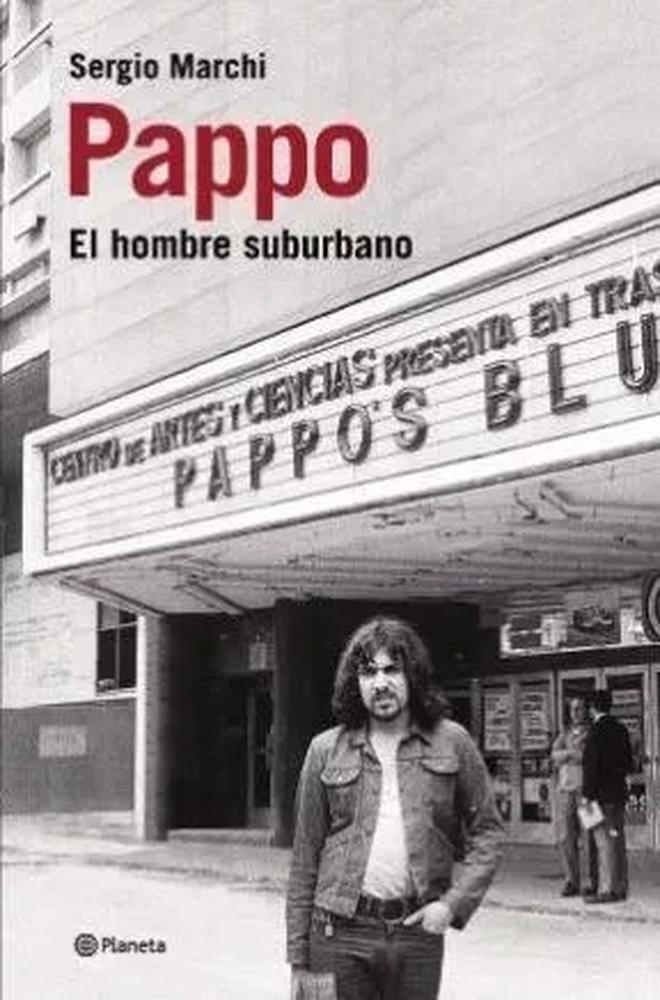 Sergio Marchi
Pappo
El hombre suburbano
CENTRO DE ARTES Y CIENCIAS PRESENTA EN TRAS
PAPPO'S BLU
Planeta